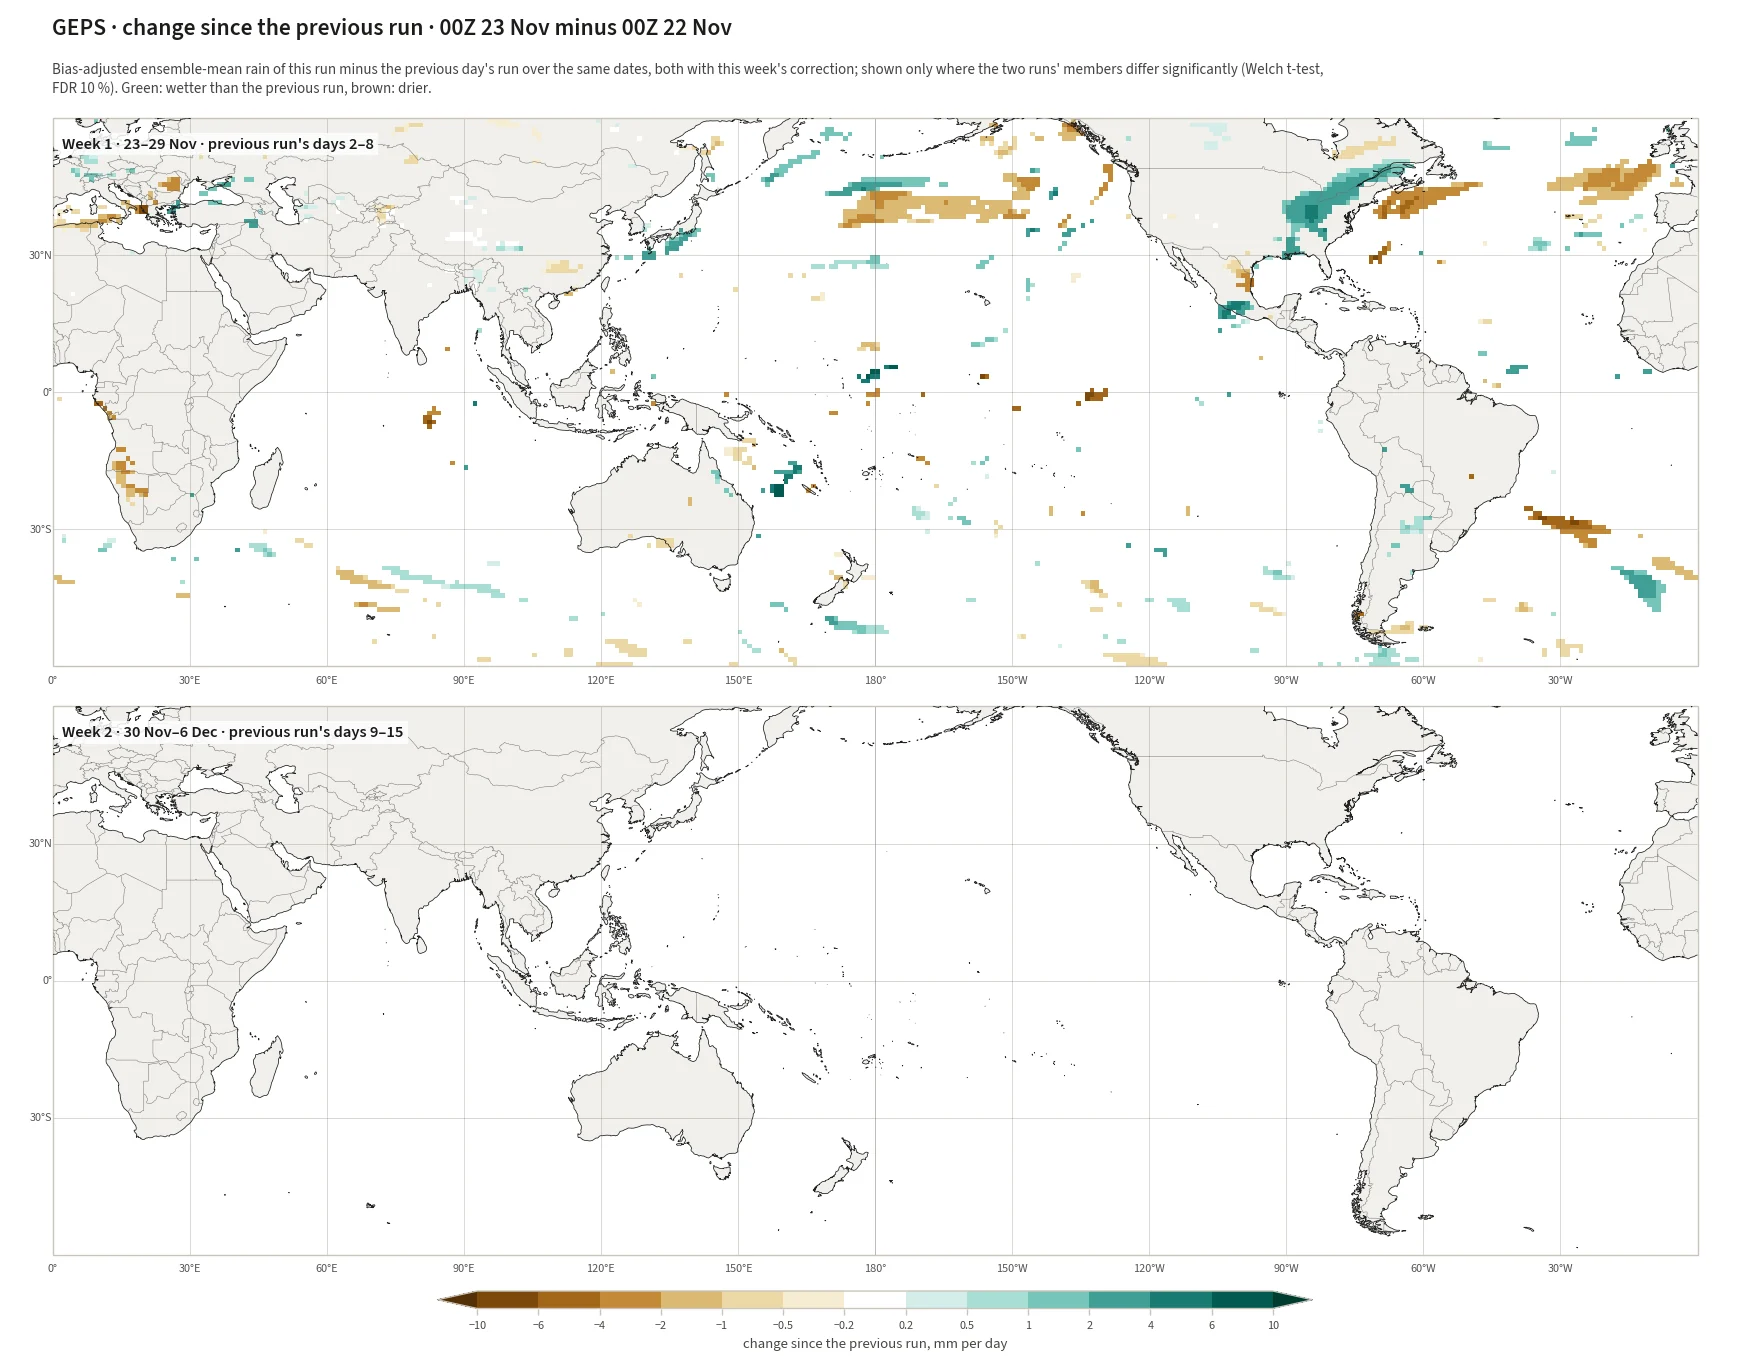 GEPS · change since the previous run · 00Z 23 Nov minus 00Z 22 Nov
Bias-adjusted ensemble-mean rain of this run minus the previous day's run over the same dates, both with this week's correction; shown only where the two runs' members differ significantly (Welch t-test,
FDR 10 %). Green: wetter than the previous run, brown: drier.
Week 1 · 23–29 Nov · previous run's days 2–8
30°N
0°
30°S
0° 30°E 60°E 90°E 120°E 150°E 180° 150°W 120°W 90°W 60°W 30°W
Week 2 · 30 Nov–6 Dec · previous run's days 9–15
30°N
0°
30°S
0° 30°E 60°E 90°E 120°E 150°E 180° 150°W 120°W 90°W 60°W 30°W
−10 −6 −4 −2 −1 −0.5 −0.2 0.2 0.5 1 2 4 6 10
change since the previous run, mm per day